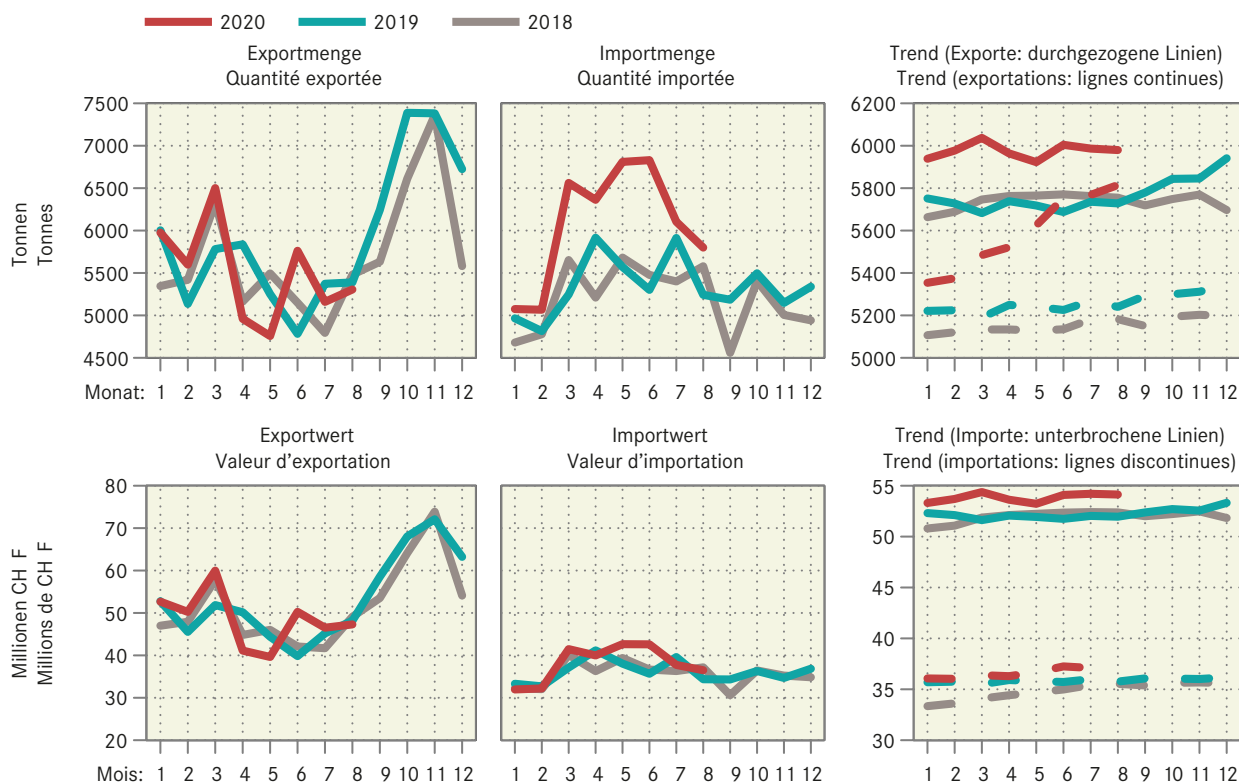 2020 2019 2018
Exportmenge
Quantité exportée
Importmenge
Quantité importée
Trend (Exporte: durchgezogene Linien)
Trend (exportations: lignes continues)
Tonnen
Tonnes
7500
7000
6500
6000
5500
5000
4500
6200
6000
5800
5600
5400
5200
5000
Monat: 1 2 3 4 5 6 7 8 9 10 11 12
1 2 3 4 5 6 7 8 9 10 11 12
1 2 3 4 5 6 7 8 9 10 11 12
Exportwert
Valeur d'exportation
Importwert
Valeur d'importation
Trend (Importe: unterbrochene Linien)
Trend (importations: lignes discontinues)
Millionen CH F
Millions de CH F
80
70
60
50
40
30
20
55
50
45
40
35
30
Mois: 1 2 3 4 5 6 7 8 9 10 11 12
1 2 3 4 5 6 7 8 9 10 11 12
1 2 3 4 5 6 7 8 9 10 11 12